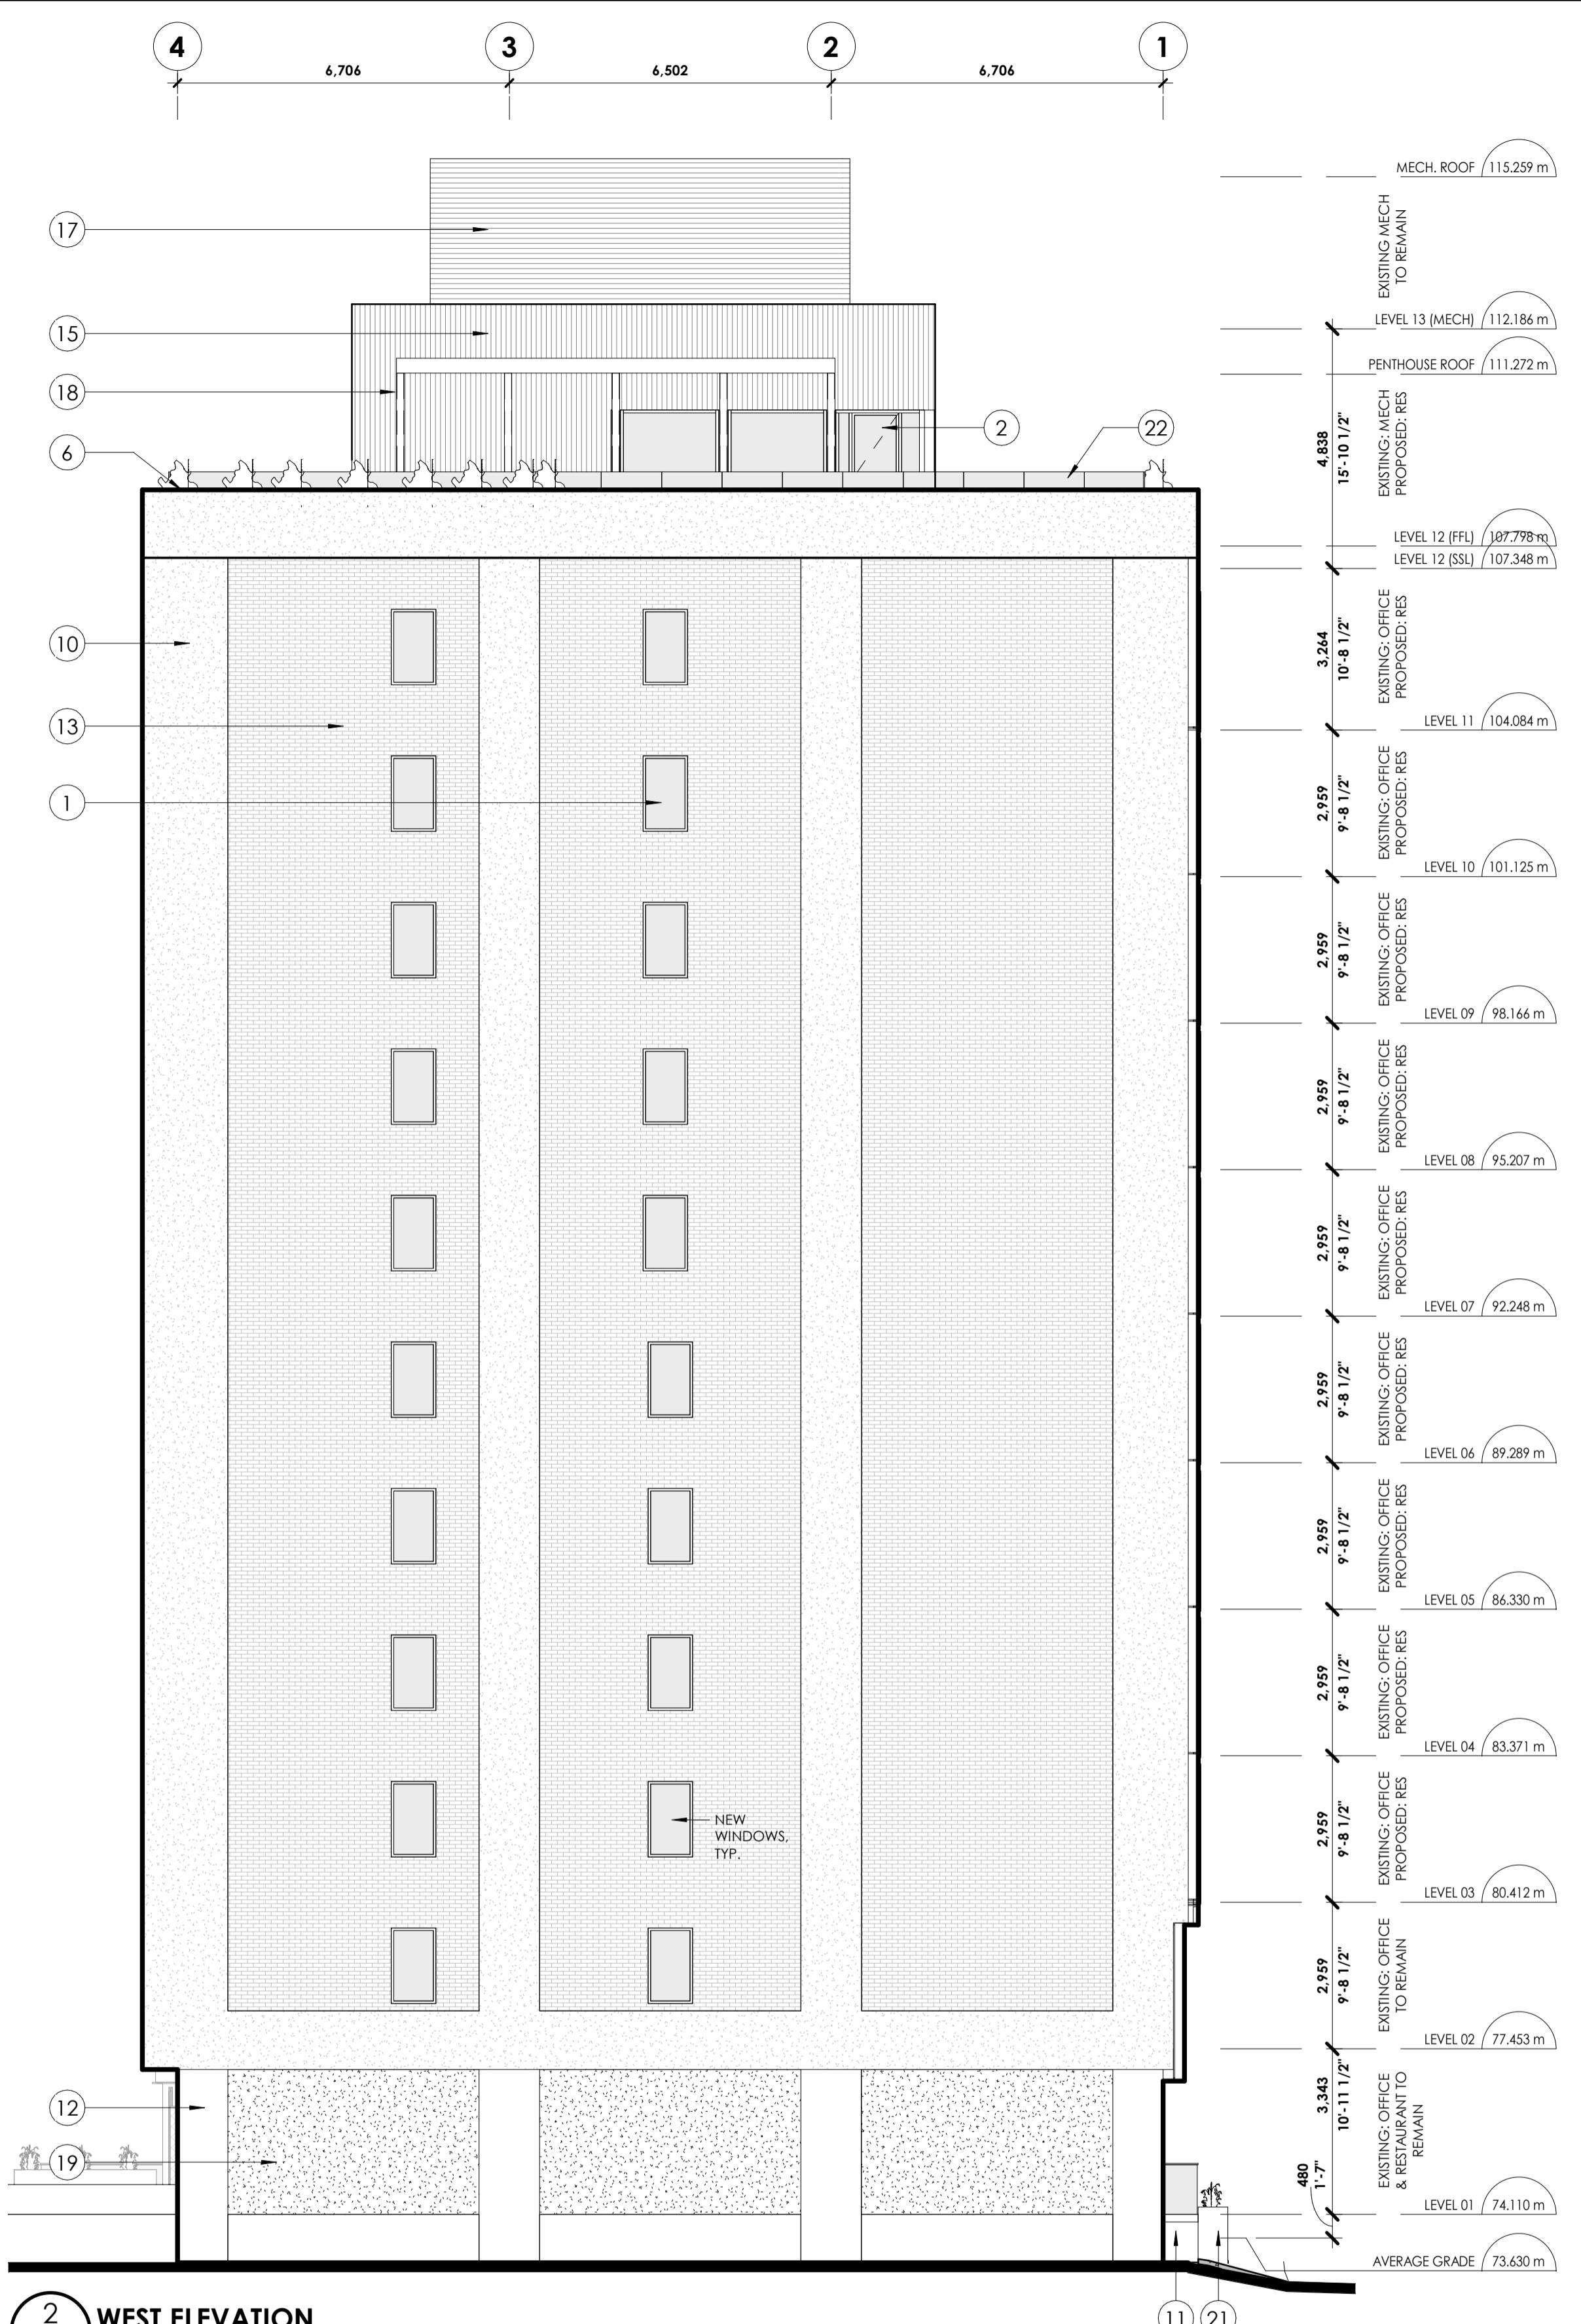 4
3
2
1
6,706
6,502
6,706
MECH. ROOF 115.259 m
EXISTING MECH
TO REMAIN
17
LEVEL 13 (MECH) 112.186 m
15
PENTHOUSE ROOF 111.272 m
18
4,838
15'-10 1/2"
EXISTING: MECH
PROPOSED: RES
2
22
6
LEVEL 12 (FFL) 107.798 m
LEVEL 12 (SSL) 107.348 m
10
3,264
10'-8 1/2"
EXISTING: OFFICE
PROPOSED: RES
13
LEVEL 11 104.084 m
1
2,959
9'-8 1/2"
EXISTING: OFFICE
PROPOSED: RES
LEVEL 10 101.125 m
2,959
9'-8 1/2"
EXISTING: OFFICE
PROPOSED: RES
LEVEL 09 98.166 m
2,959
9'-8 1/2"
EXISTING: OFFICE
PROPOSED: RES
LEVEL 08 95.207 m
2,959
9'-8 1/2"
EXISTING: OFFICE
PROPOSED: RES
LEVEL 07 92.248 m
2,959
9'-8 1/2"
EXISTING: OFFICE
PROPOSED: RES
LEVEL 06 89.289 m
2,959
9'-8 1/2"
EXISTING: OFFICE
PROPOSED: RES
LEVEL 05 86.330 m
2,959
9'-8 1/2"
EXISTING: OFFICE
PROPOSED: RES
LEVEL 04 83.371 m
NEW
WINDOWS,
TYP.
2,959
9'-8 1/2"
EXISTING: OFFICE
PROPOSED: RES
LEVEL 03 80.412 m
2,959
9'-8 1/2"
EXISTING: OFFICE
TO REMAIN
LEVEL 02 77.453 m
12
3,343
10'-11 1/2"
EXISTING: OFFICE
& RESTAURANT TO
REMAIN
19
480
1'-7"
LEVEL 01 74.110 m
AVERAGE GRADE 73.630 m
2
WEST ELEVATION
11
21